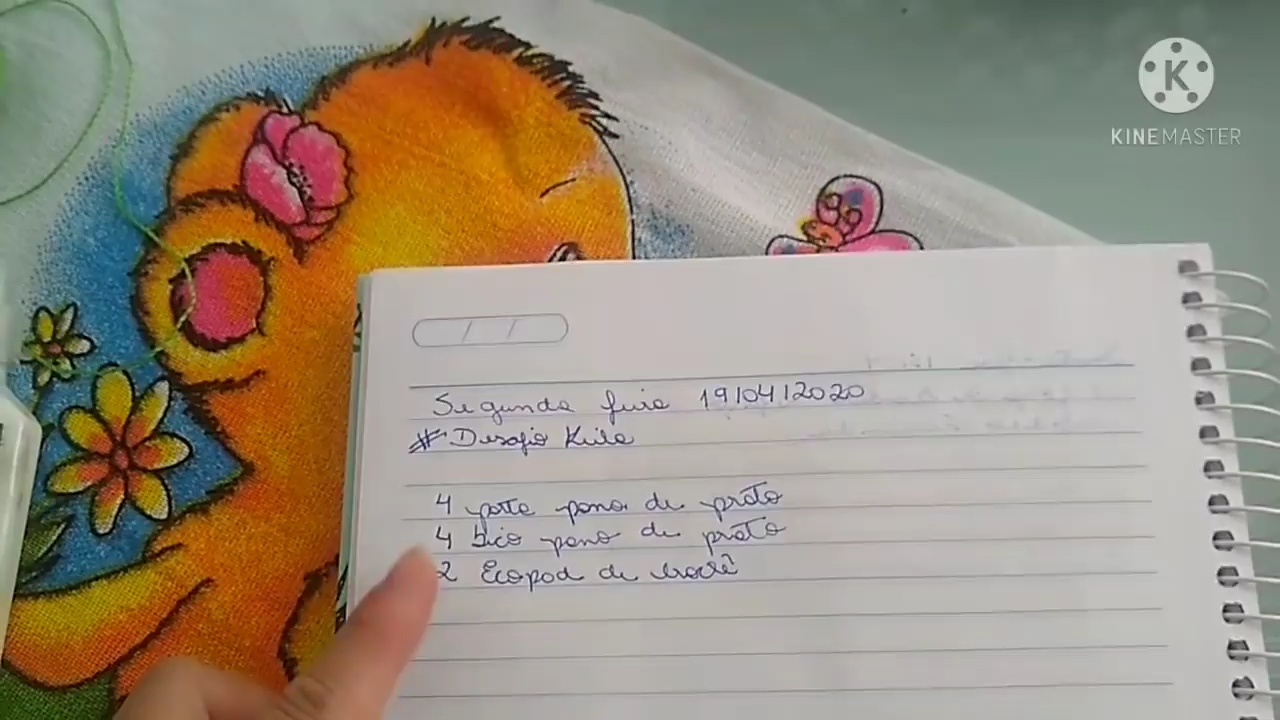 K
KINEMASTER
/ /
Segunda feira 19/04/2020
#Desafio Keila
4 porta pano de prato
4 bico pano de prato
2 Ecopad de crochê